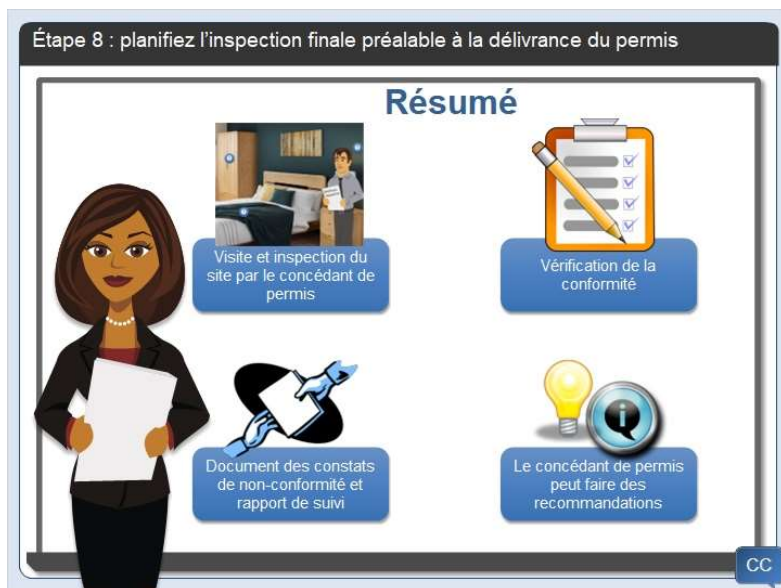 Étape 8 : planifiez l’inspection finale préalable à la délivrance du permis
Résumé
Visite et inspection du
site par le concédant de
permis
Vérification de la
conformité
Document des constats
de non-conformité et
rapport de suivi
Le concédant de permis
peut faire des
recommandations
CC